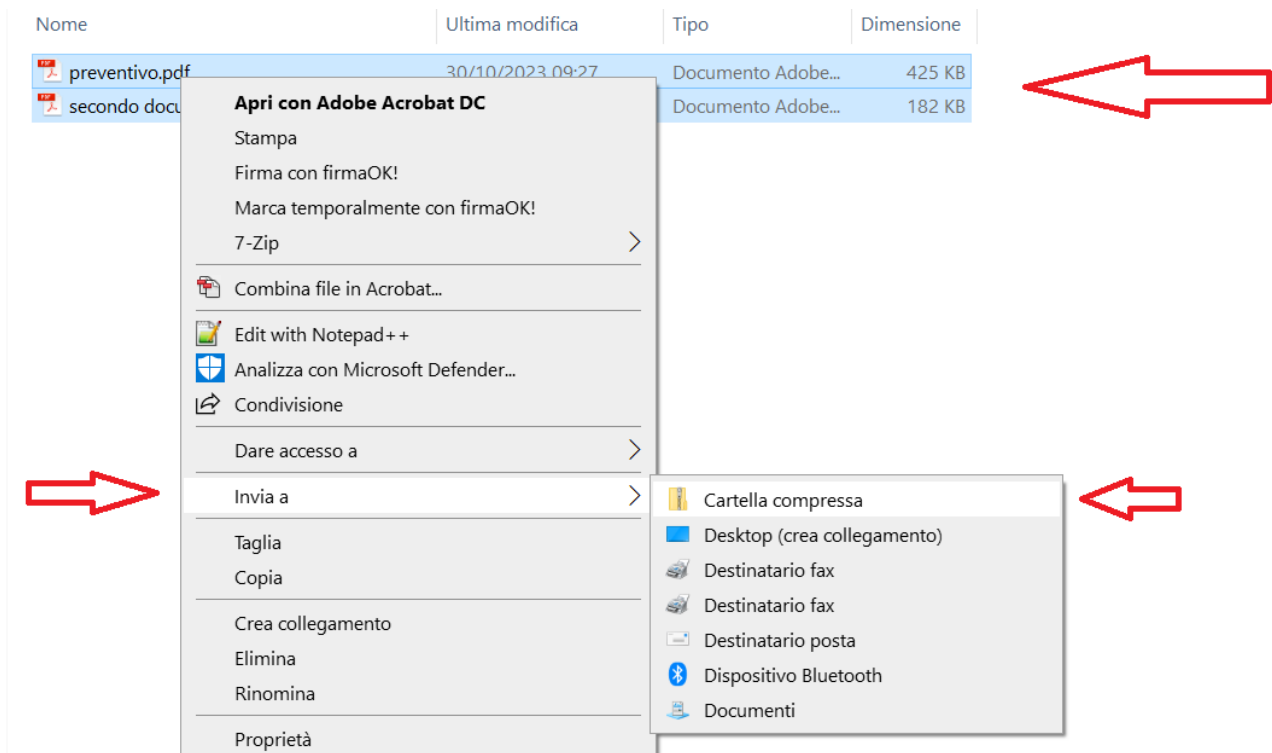 Nome Ultima modifica Tipo Dimensione
preventivo.pdf 30/10/2023 09:27 Documento Adobe... 425 KB
secondo docu Documento Adobe... 182 KB
Apri con Adobe Acrobat DC
Stampa
Firma con firmaOK!
Marca temporalmente con firmaOK!
7-Zip
Combina file in Acrobat...
Edit with Notepad++
Analizza con Microsoft Defender...
Condivisione
Dare accesso a
Invia a
Taglia
Copia
Crea collegamento
Elimina
Rinomina
Proprietà
Cartella compressa
Desktop (crea collegamento)
Destinatario fax
Destinatario fax
Destinatario posta
Dispositivo Bluetooth
Documenti